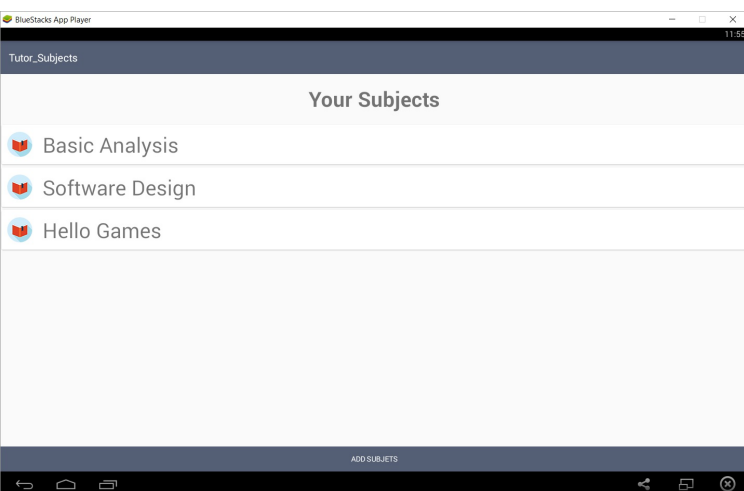 BlueStacks App Player
11:55
Tutor_Subjects
Your Subjects
Basic Analysis
Software Design
Hello Games
ADD SUBJETS